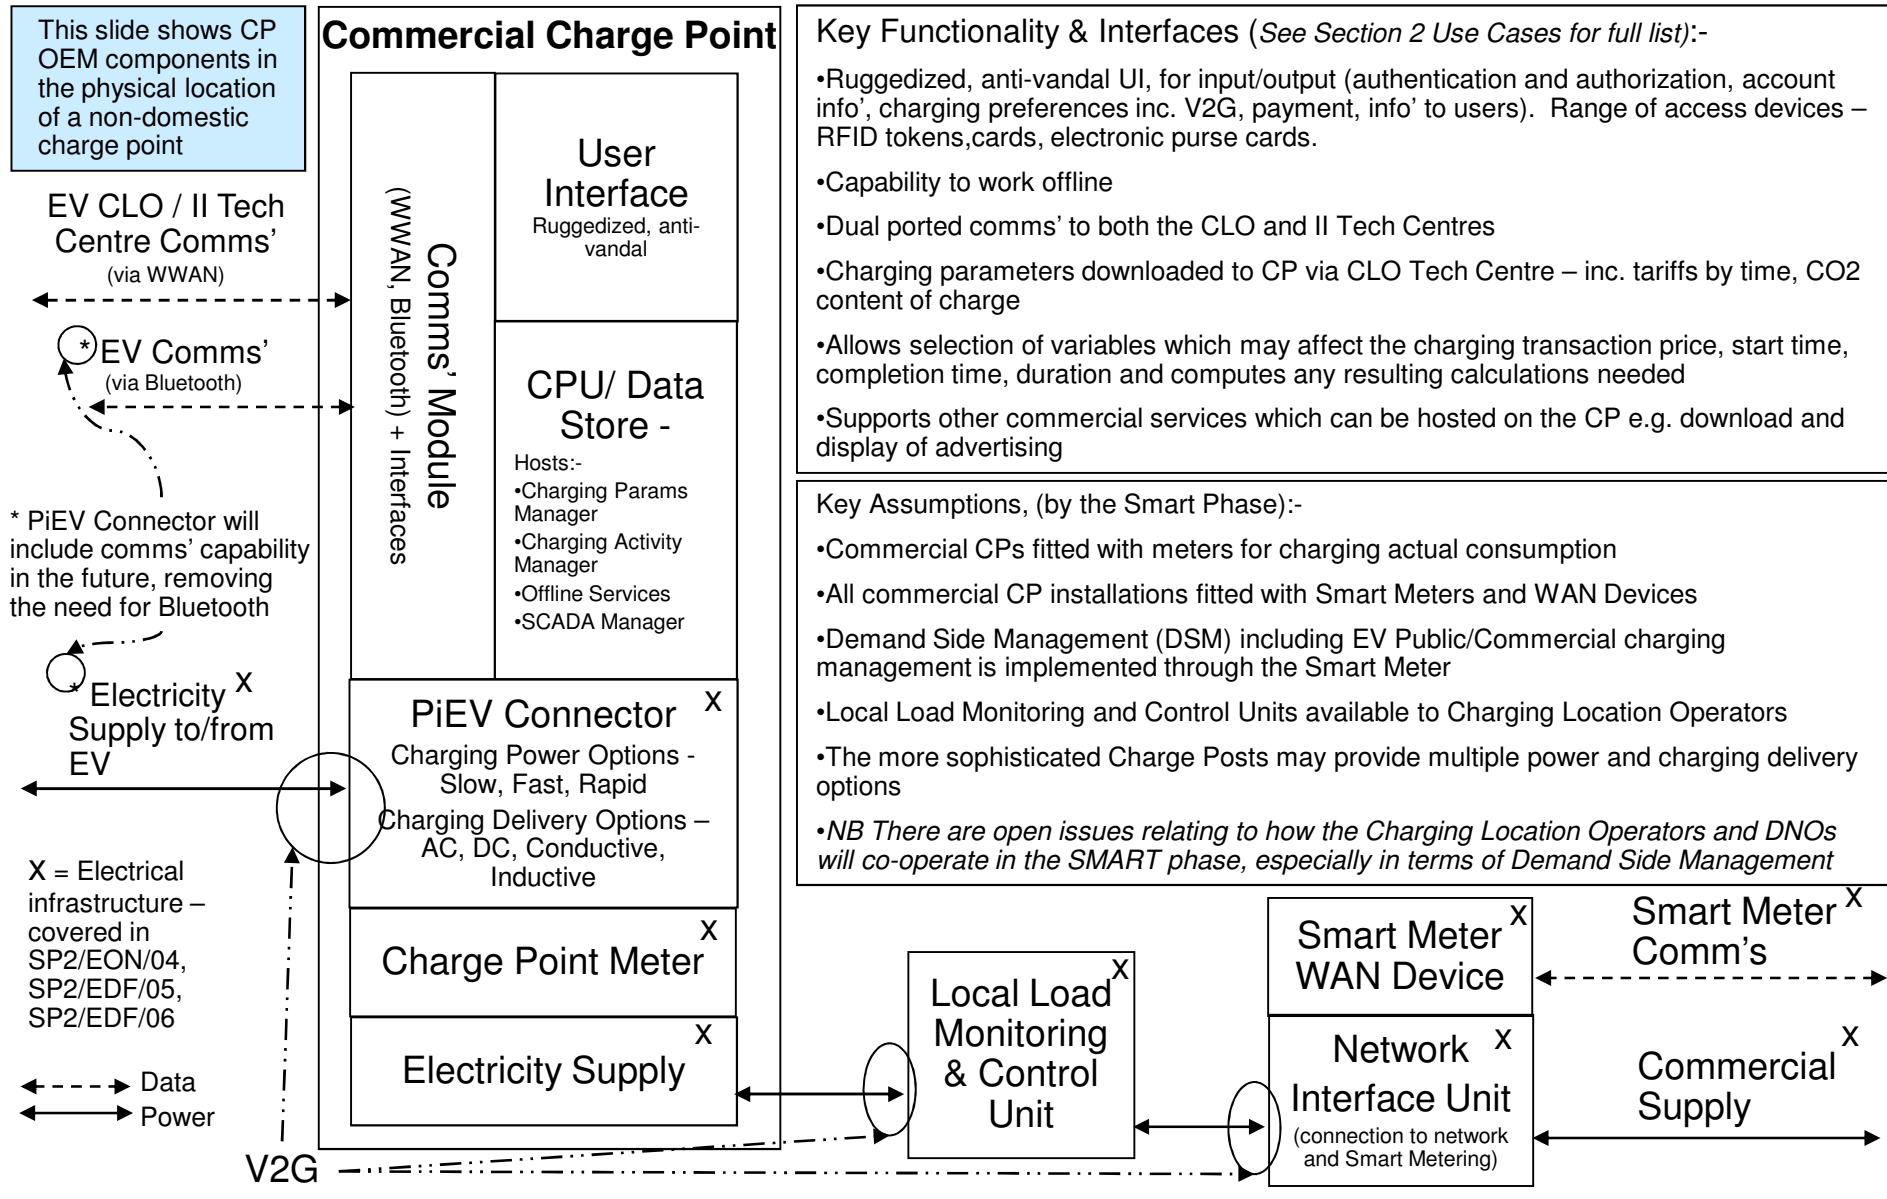 This slide shows CP
OEM components in
the physical location
of a non-domestic
charge point
Commercial Charge Point
EV CLO / II Tech
Centre Comms’
(via WWAN)
* EV Comms’
(via Bluetooth)
* PiEV Connector will
include comms’ capability
in the future, removing
the need for Bluetooth
* Electricity X
Supply to/from
EV
X = Electrical
infrastructure –
covered in
SP2/EON/04,
SP2/EDF/05,
SP2/EDF/06
Data
Power
V2G
Comms’ Module
(WWAN, Bluetooth) + Interfaces
User
Interface
Ruggedized, anti-
vandal
CPU/ Data
Store -
Hosts:-
•Charging Params
Manager
•Charging Activity
Manager
•Offline Services
•SCADA Manager
PiEV Connector X
Charging Power Options -
Slow, Fast, Rapid
Charging Delivery Options –
AC, DC, Conductive,
Inductive
Charge Point Meter X
Electricity Supply X
Key Functionality & Interfaces (See Section 2 Use Cases for full list):-
•Ruggedized, anti-vandal UI, for input/output (authentication and authorization, account
info’, charging preferences inc. V2G, payment, info’ to users).  Range of access devices –
RFID tokens,cards, electronic purse cards.
•Capability to work offline
•Dual ported comms’ to both the CLO and II Tech Centres
•Charging parameters downloaded to CP via CLO Tech Centre – inc. tariffs by time, CO2
content of charge
•Allows selection of variables which may affect the charging transaction price, start time,
completion time, duration and computes any resulting calculations needed
•Supports other commercial services which can be hosted on the CP e.g. download and
display of advertising
Key Assumptions, (by the Smart Phase):-
•Commercial CPs fitted with meters for charging actual consumption
•All commercial CP installations fitted with Smart Meters and WAN Devices
•Demand Side Management (DSM) including EV Public/Commercial charging
management is implemented through the Smart Meter
•Local Load Monitoring and Control Units available to Charging Location Operators
•The more sophisticated Charge Posts may provide multiple power and charging delivery
options
•NB There are open issues relating to how the Charging Location Operators and DNOs
will co-operate in the SMART phase, especially in terms of Demand Side Management
X
Local Load
Monitoring
& Control
Unit
Smart Meter X
WAN Device
Network X
Interface Unit
(connection to network
and Smart Metering)
Smart Meter X
Comm’s
X
Commercial
Supply